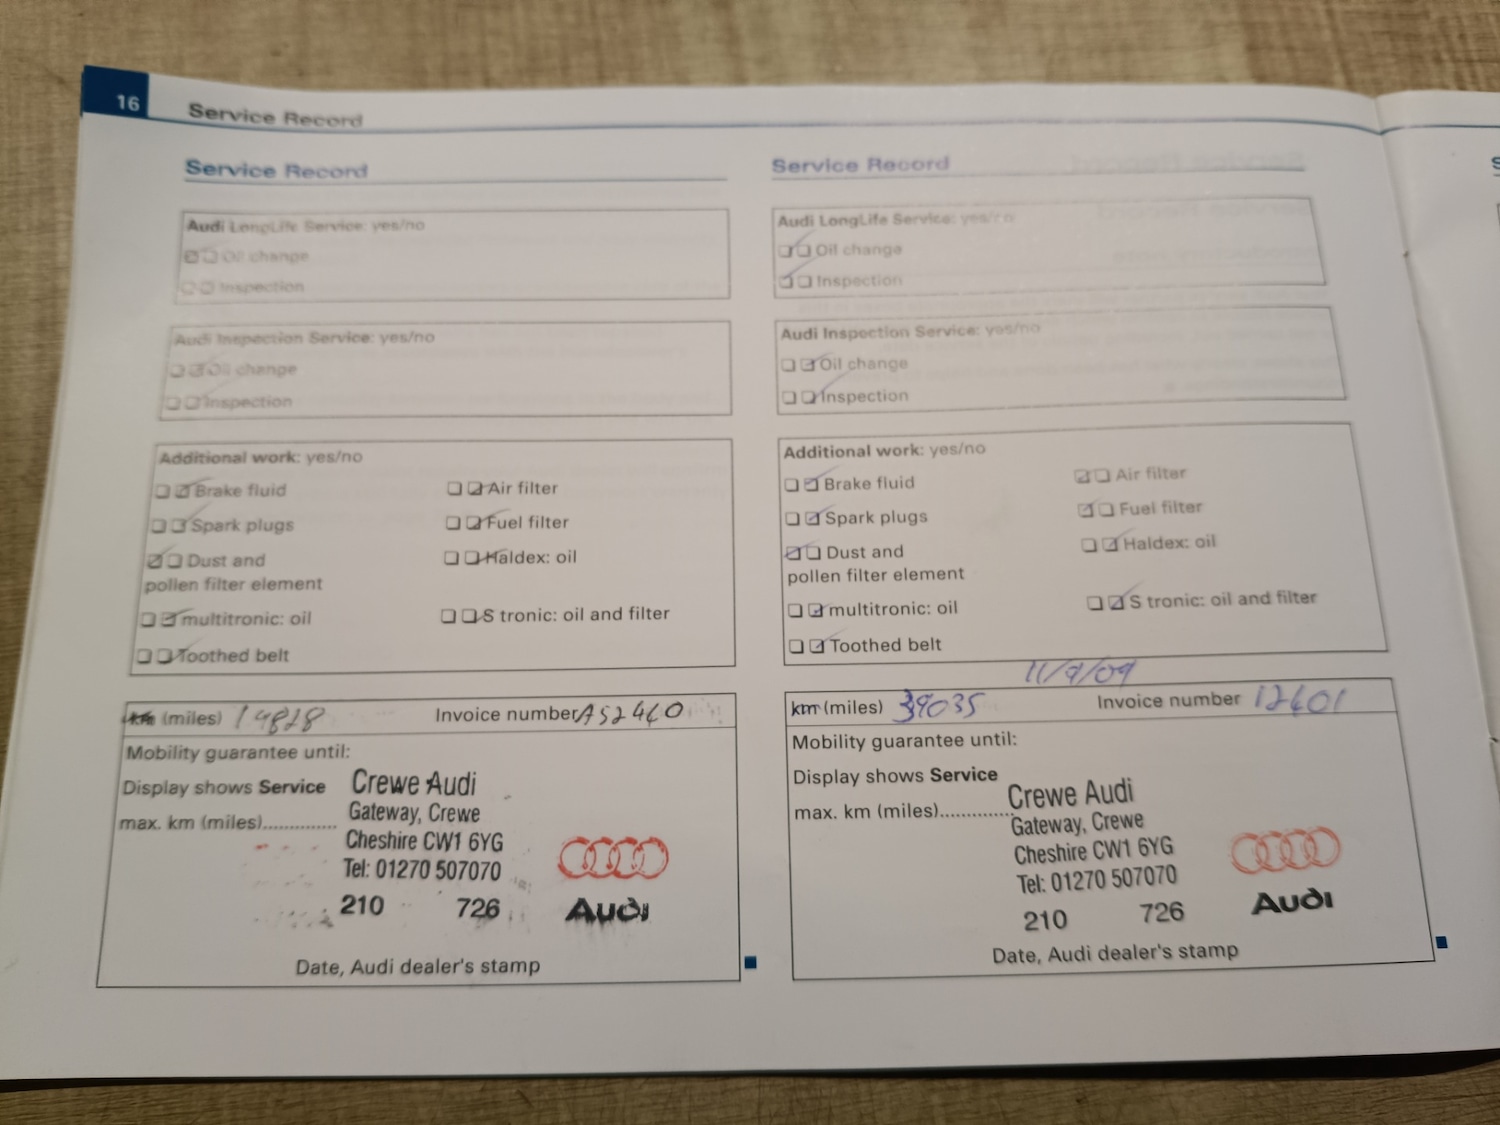 16
Service Record
Service Record
Audi LongLife Service: yes/no
Oil change
Inspection
Audi Inspection Service: yes/no
Oil change
Inspection
Additional work: yes/no
Brake fluid
Air filter
Spark plugs
Fuel filter
Dust and
Haldex: oil
pollen filter element
multitronic: oil
S tronic: oil and filter
Toothed belt
km (miles) 19828 Invoice number A52460
Mobility guarantee until:
Display shows Service
max. km (miles)..............
Crewe Audi
Gateway, Crewe
Cheshire CW1 6YG
Tel: 01270 507070
210 726
Audi
Date, Audi dealer's stamp
Service Record
Audi LongLife Service: yes/no
Oil change
Inspection
Audi Inspection Service: yes/no
Oil change
Inspection
Additional work: yes/no
Brake fluid
Air filter
Spark plugs
Fuel filter
Dust and
Haldex: oil
pollen filter element
multitronic: oil
S tronic: oil and filter
Toothed belt
11/9/09
km (miles) 39035 Invoice number 12601
Mobility guarantee until:
Display shows Service
max. km (miles)..............
Crewe Audi
Gateway, Crewe
Cheshire CW1 6YG
Tel: 01270 507070
210 726
Audi
Date, Audi dealer's stamp